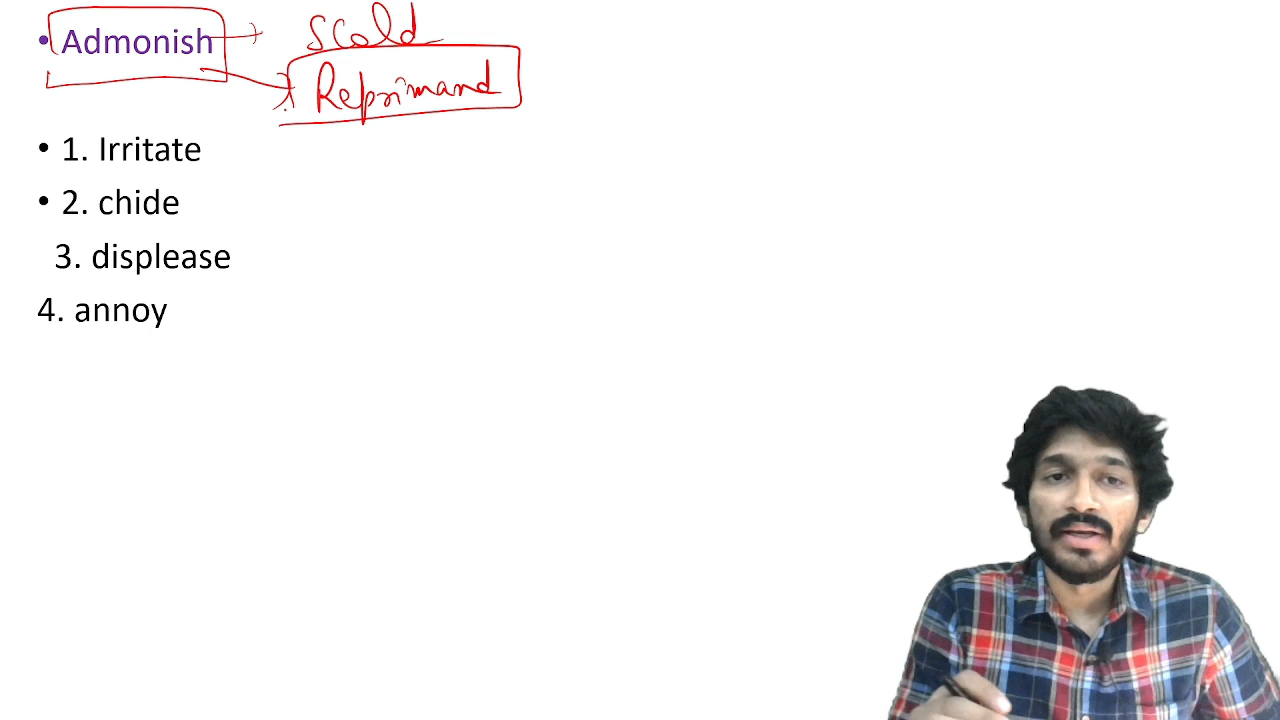 • Admonish → Scold
Reprimand
• 1. Irritate
• 2. chide
3. displease
4. annoy